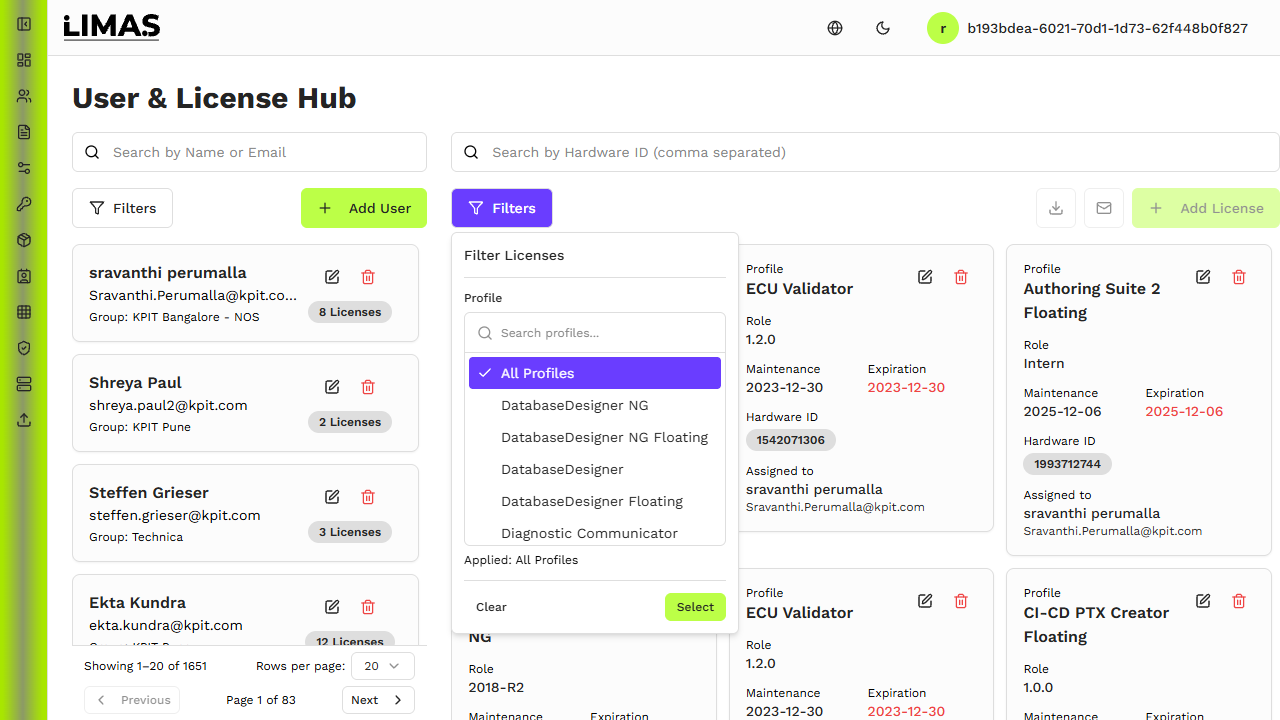 LIMAS
r
b193bdea-6021-70d1-1d73-62f448b0f827
User & License Hub
Search by Name or Email
Search by Hardware ID (comma separated)
Filters
Add User
Filters
Add License
sravanthi perumalla
Sravanthi.Perumalla@kpit.co...
Group: KPIT Bangalore - NOS
8 Licenses
Shreya Paul
shreya.paul2@kpit.com
Group: KPIT Pune
2 Licenses
Steffen Grieser
steffen.grieser@kpit.com
Group: Technica
3 Licenses
Ekta Kundra
ekta.kundra@kpit.com
12 Licenses
Showing 1–20 of 1651
Rows per page:
20
Previous
Page 1 of 83
Next
Filter Licenses
Profile
Search profiles...
All Profiles
DatabaseDesigner NG
DatabaseDesigner NG Floating
DatabaseDesigner
DatabaseDesigner Floating
Diagnostic Communicator
Applied: All Profiles
Clear
Select
NG
Role
2018-R2
Maintenance
Expiration
Profile
ECU Validator
Role
1.2.0
Maintenance
Expiration
2023-12-30
2023-12-30
Hardware ID
1542071306
Assigned to
sravanthi perumalla
Sravanthi.Perumalla@kpit.com
Profile
Authoring Suite 2
Floating
Role
Intern
Maintenance
Expiration
2025-12-06
2025-12-06
Hardware ID
1993712744
Assigned to
sravanthi perumalla
Sravanthi.Perumalla@kpit.com
Profile
ECU Validator
Role
1.2.0
Maintenance
Expiration
2023-12-30
2023-12-30
Profile
CI-CD PTX Creator
Floating
Role
1.0.0
Maintenance
Expiration